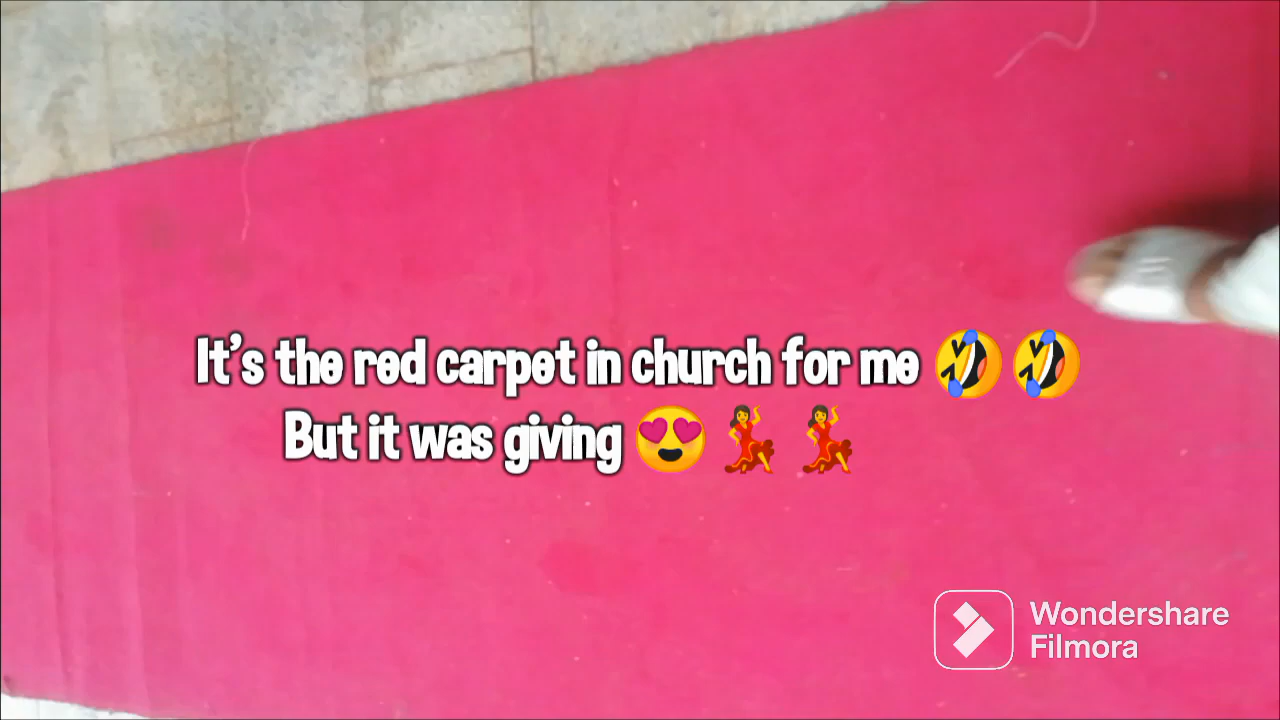 It's the red carpet in church for me 🤣🤣
But it was giving 😍💃💃
Wondershare
Filmora